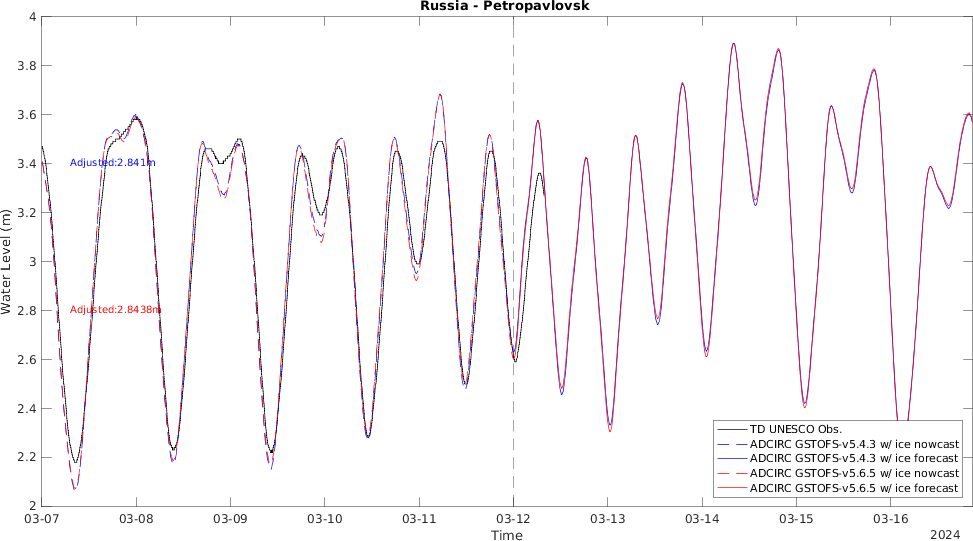 Russia - Petropavlovsk
4
3.8
3.6
3.4
3.2
3
2.8
2.6
2.4
2.2
2
Water Level (m)
Adjusted:2.841m
Adjusted:2.8438m
TD UNESCO Obs.
ADCIRC GSTOFS-v5.4.3 w/ ice nowcast
ADCIRC GSTOFS-v5.4.3 w/ ice forecast
ADCIRC GSTOFS-v5.6.5 w/ ice nowcast
ADCIRC GSTOFS-v5.6.5 w/ ice forecast
03-07 03-08 03-09 03-10 03-11 03-12 03-13 03-14 03-15 03-16
Time
2024